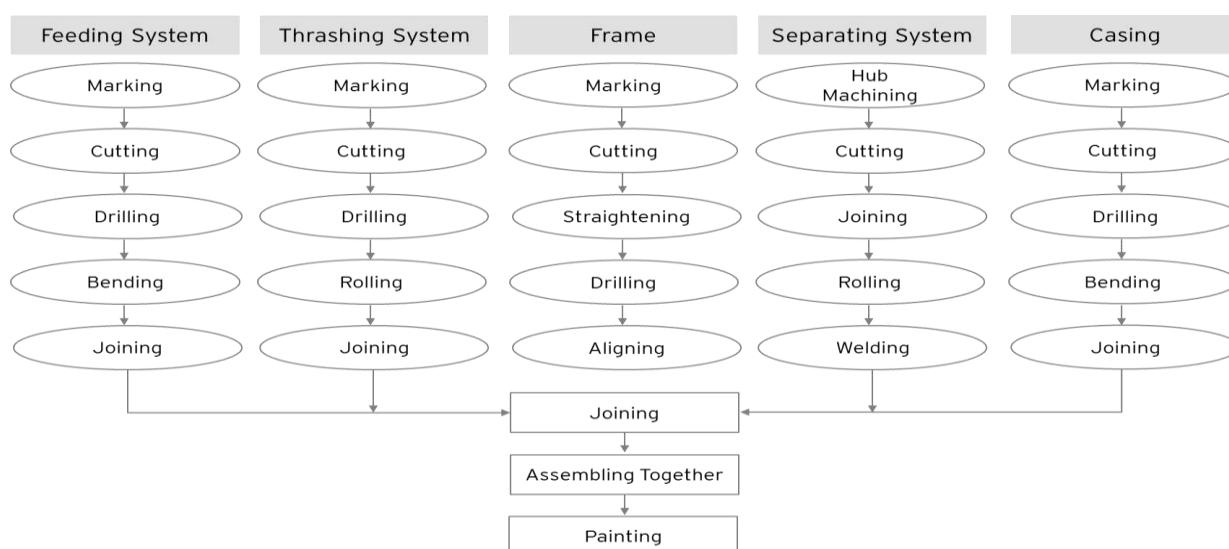 Feeding System
Thrashing System
Frame
Separating System
Casing
Marking
Marking
Marking
Hub
Machining
Marking
Cutting
Cutting
Cutting
Cutting
Cutting
Drilling
Drilling
Straightening
Joining
Drilling
Bending
Rolling
Drilling
Rolling
Bending
Joining
Joining
Aligning
Welding
Joining
Joining
Assembling Together
Painting